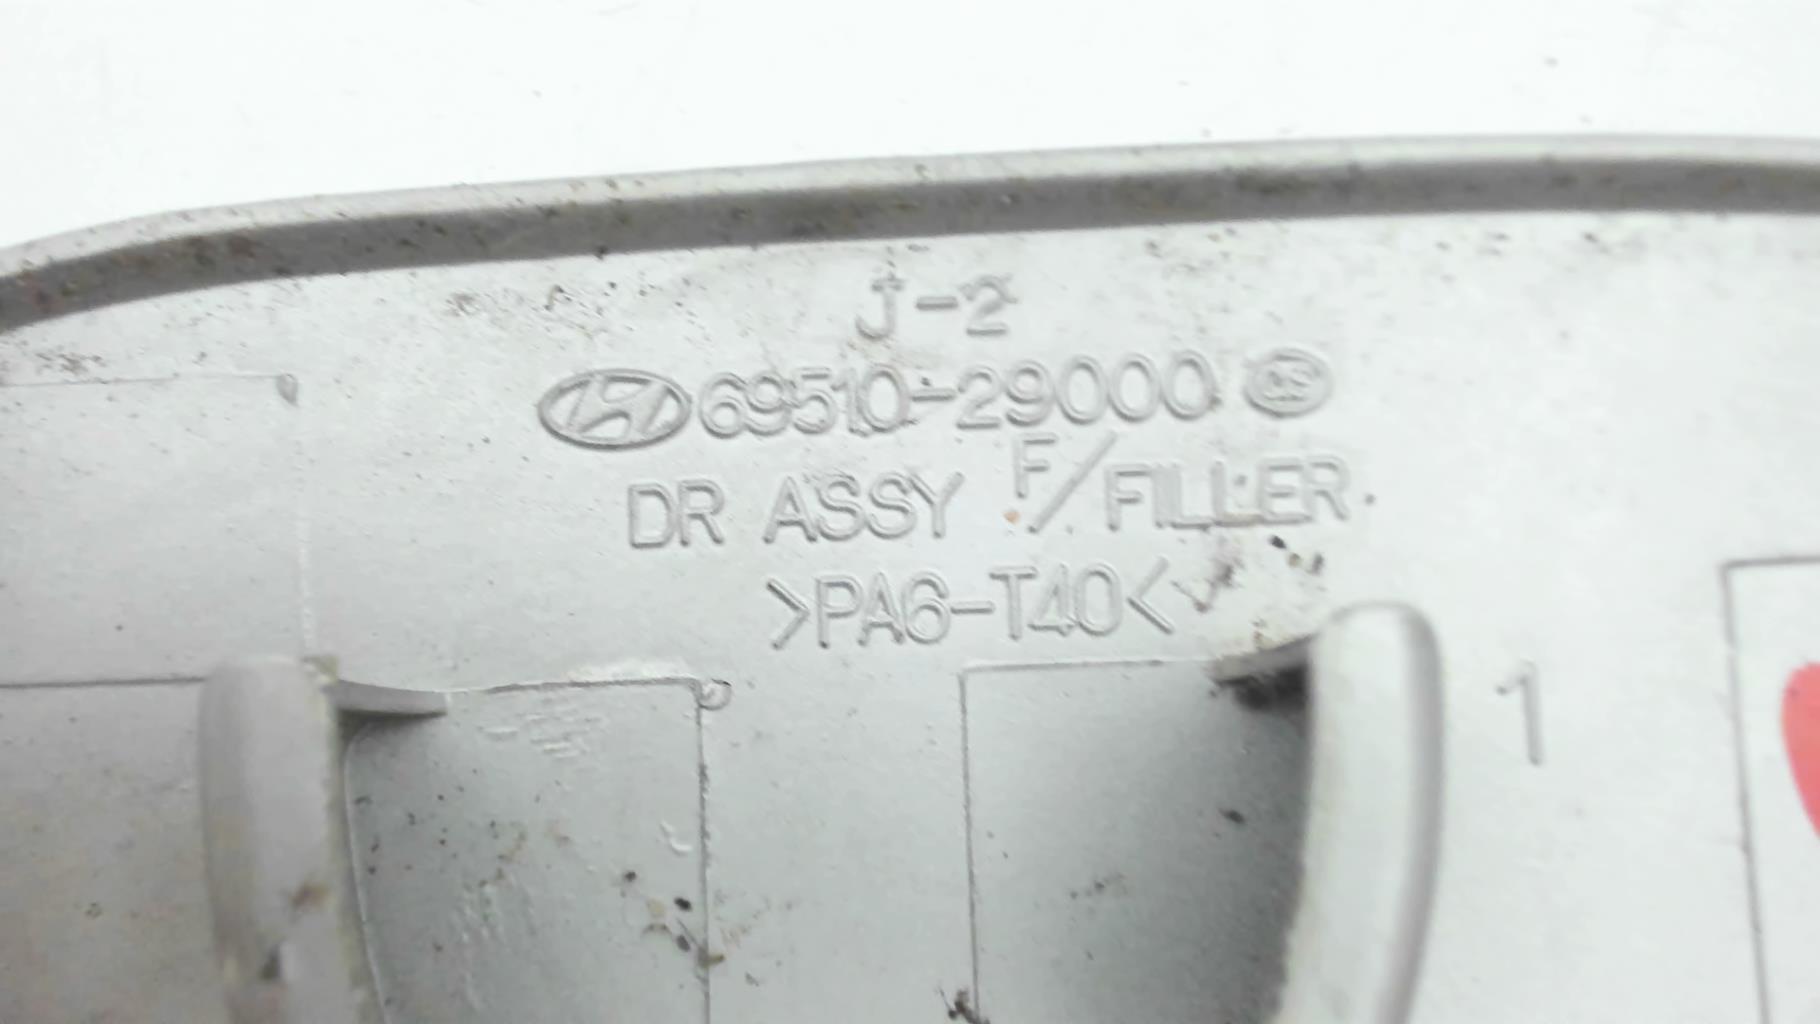 J-2
69510-29000
DR ASSY F/FILLER
>PA6-T40<
1